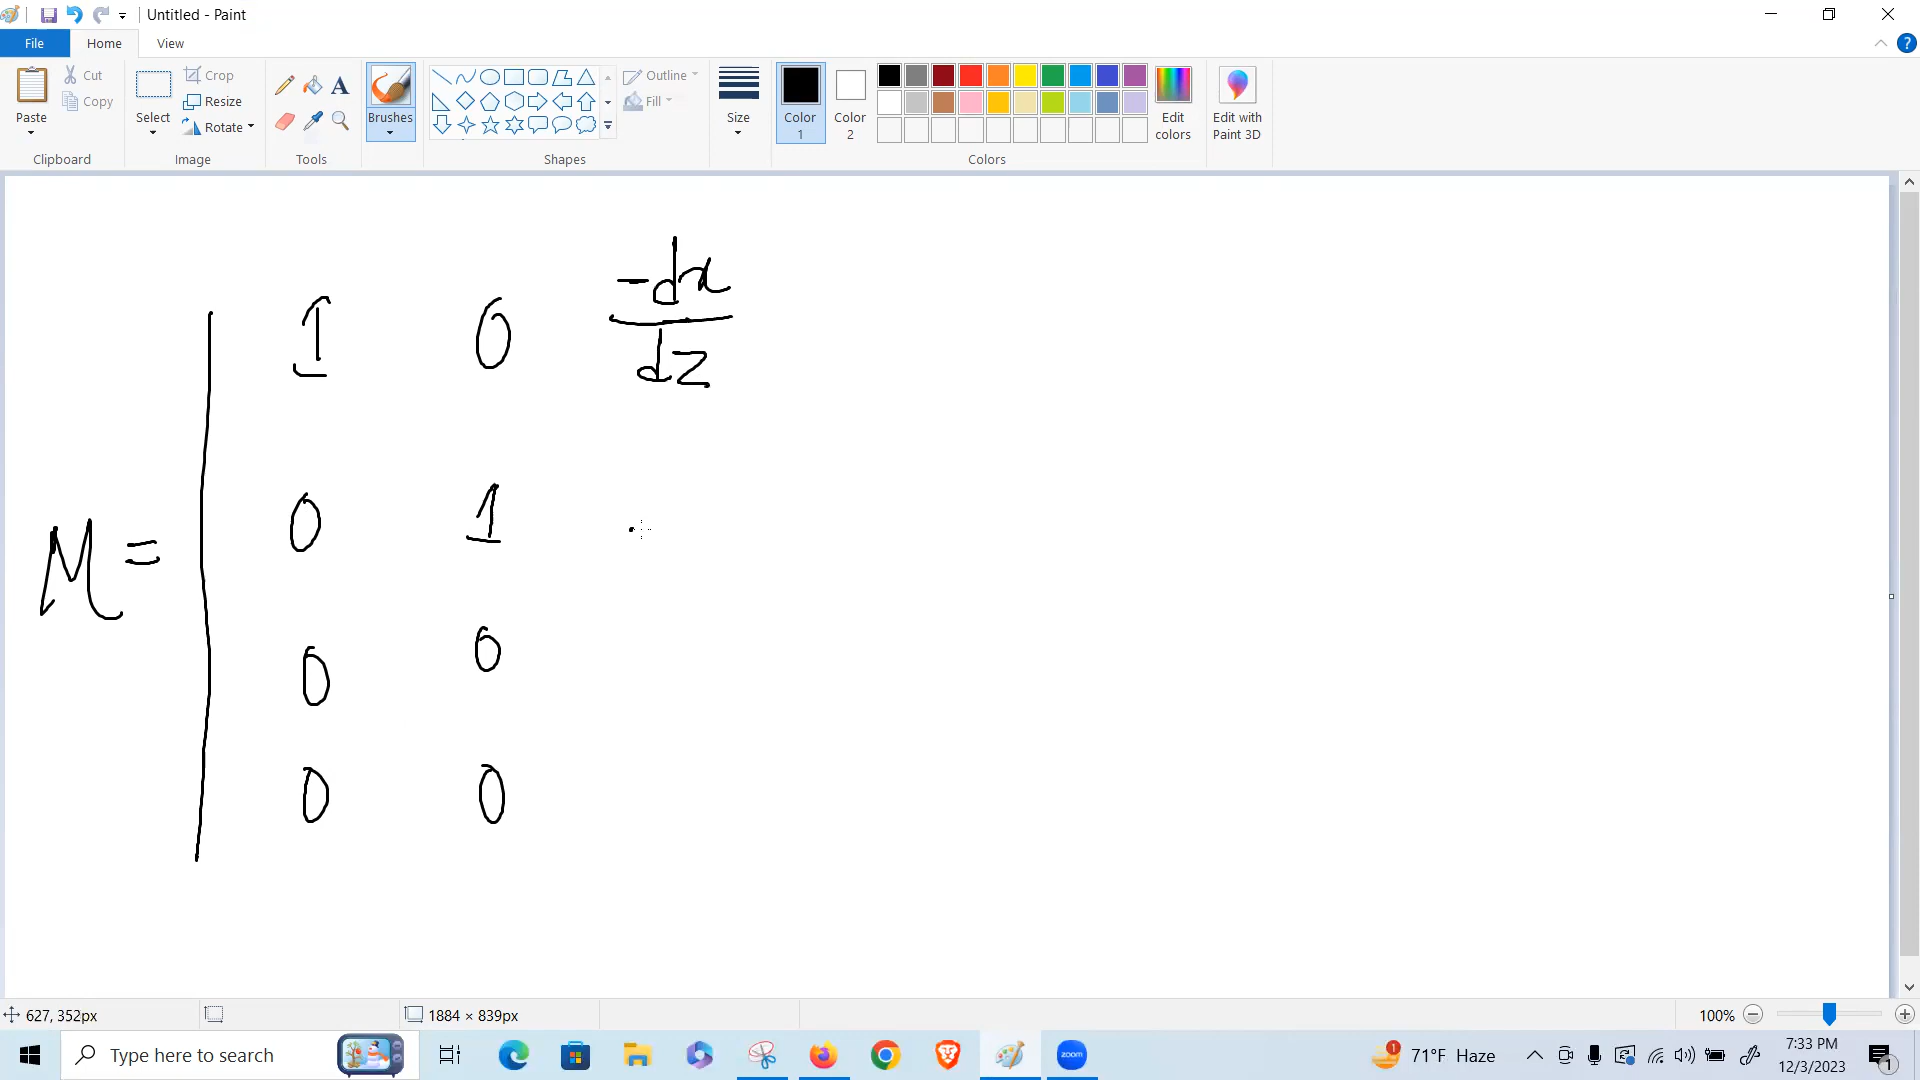 Untitled - Paint
File Home View
Paste
Cut
Copy
Clipboard
Select
Crop
Resize
Rotate
Image
Tools
Brushes
Outline
Fill
Shapes
Size
Color 1
Color 2
Edit colors
Edit with Paint 3D
Colors
-dx
1 0 ―
dz
0 1
M =
0 0
0 0
627, 352px
1884 × 839px
100%
Type here to search
zoom
1
71°F Haze
7:33 PM
12/3/2023
1